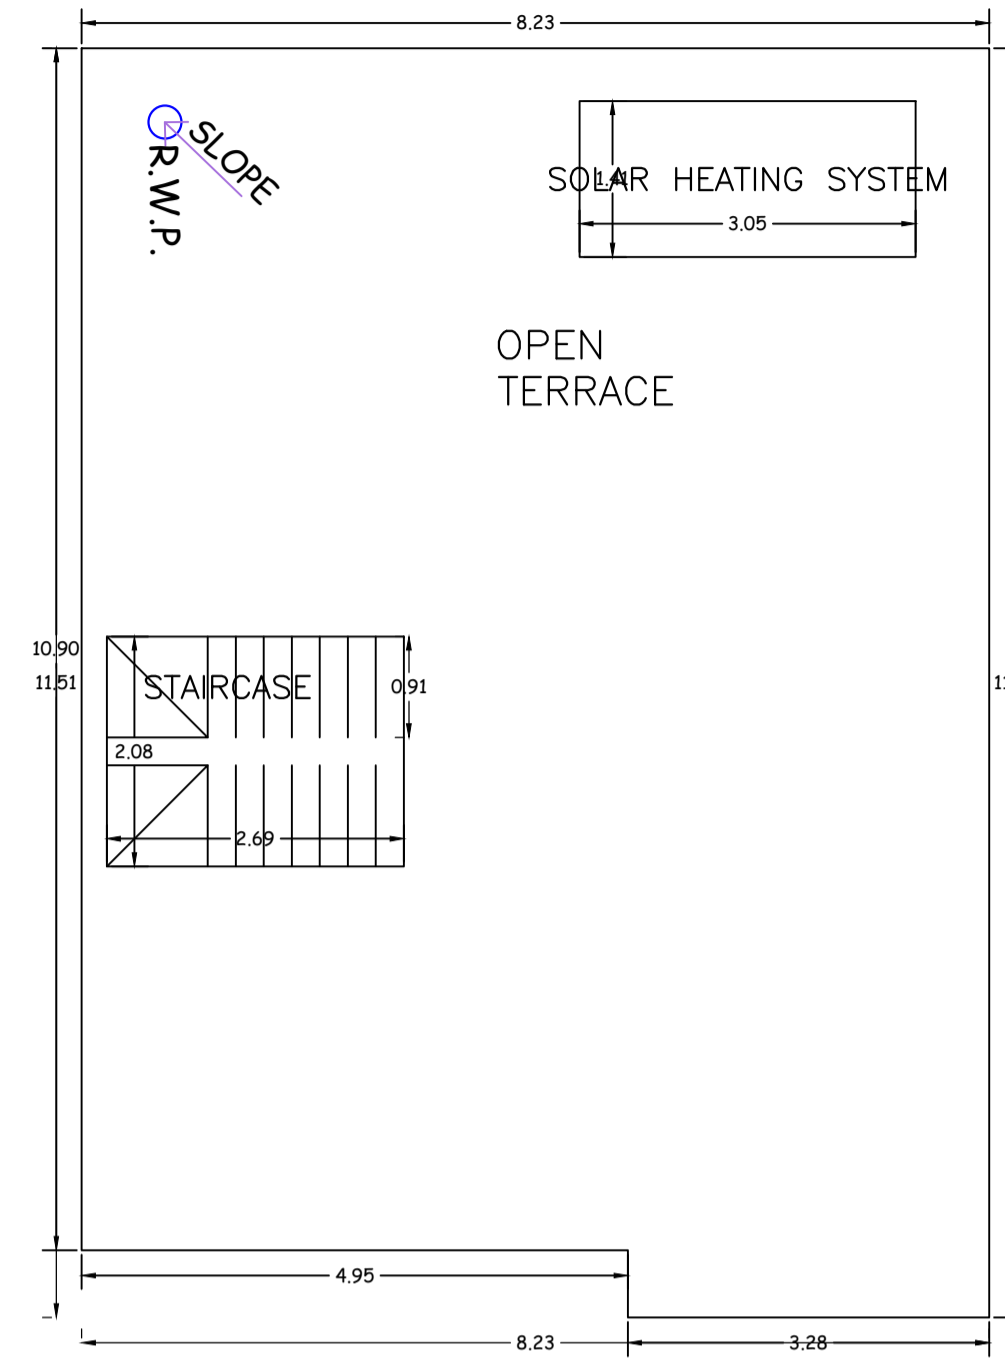 8.23
SLOPE
R.W.P.
SOLAR HEATING SYSTEM
1.41
3.05
OPEN
TERRACE
10.90
11.51
STAIRCASE
0.91
2.08
2.69
4.95
8.23
3.28